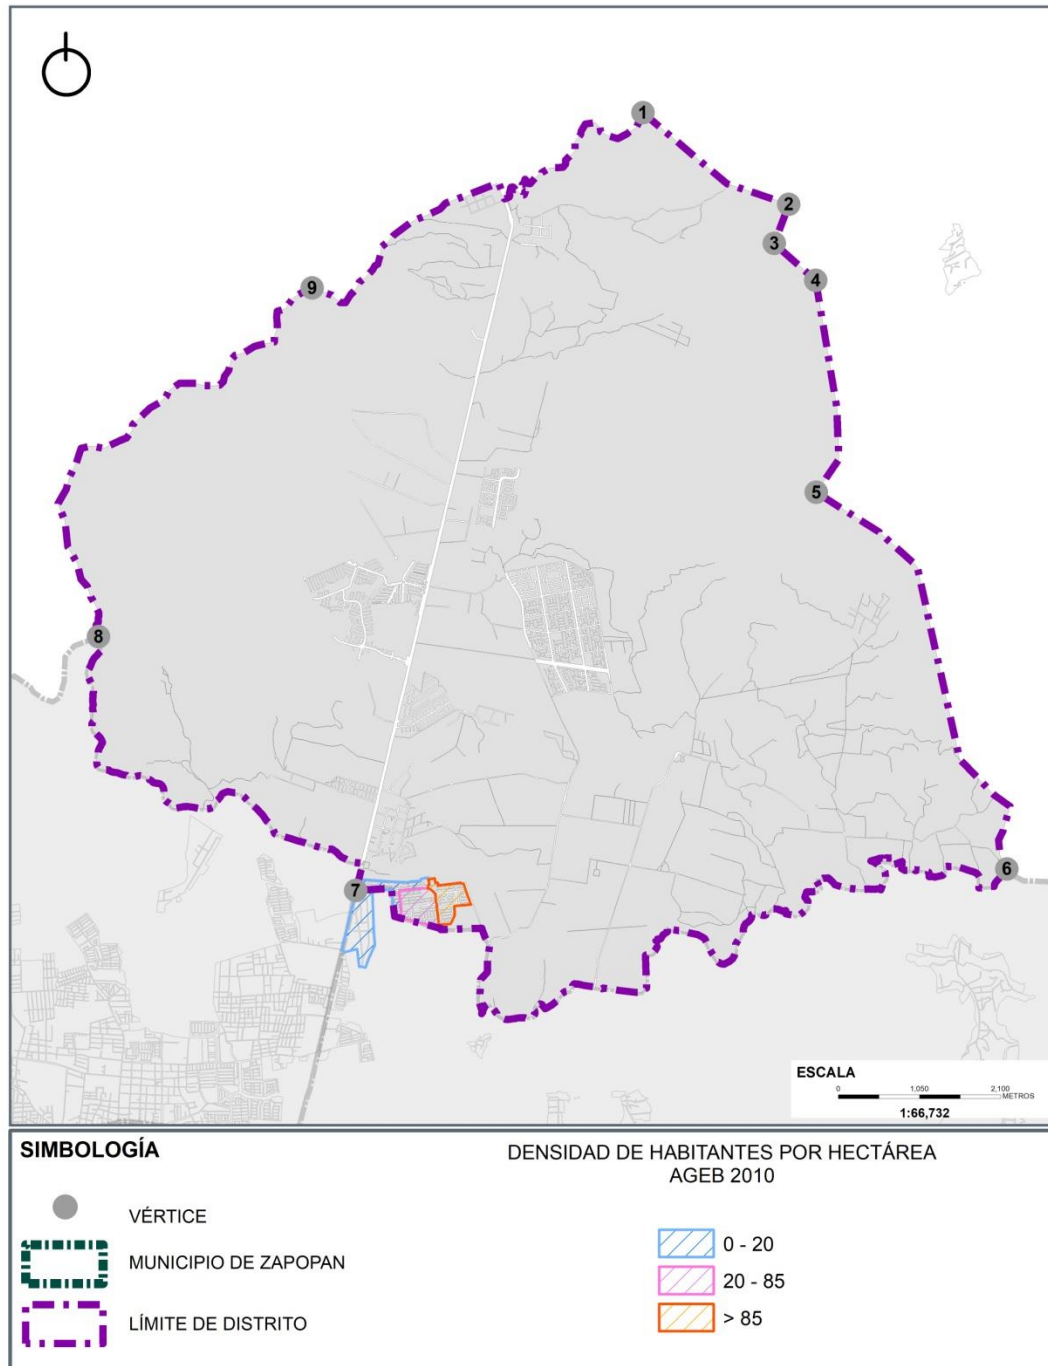 1
2
3
4
9
5
8
6
7
ESCALA
0 1,050 2,100
METROS
1:66,732
SIMBOLOGÍA
VÉRTICE
MUNICIPIO DE ZAPOPAN
LÍMITE DE DISTRITO
DENSIDAD DE HABITANTES POR HECTÁREA
AGEB 2010
0 - 20
20 - 85
> 85